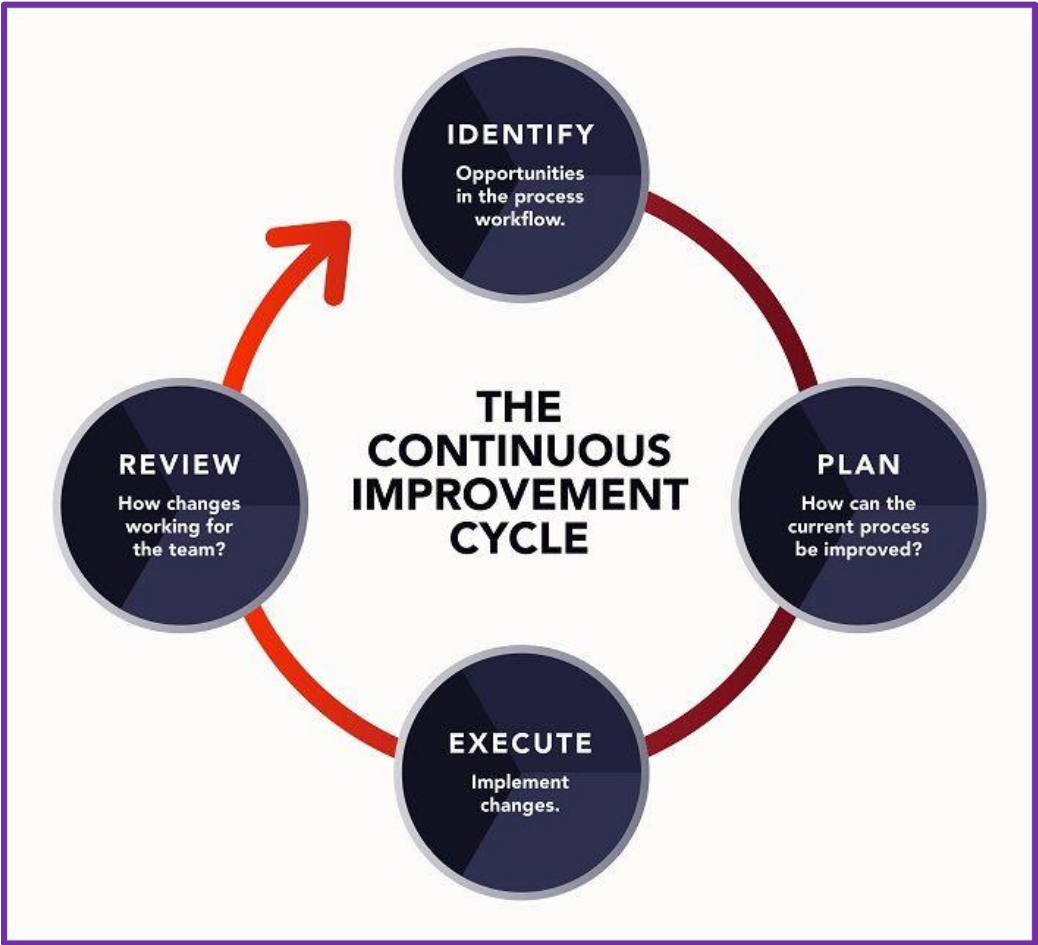 IDENTIFY
Opportunities
in the process
workflow.
PLAN
How can the
current process
be improved?
EXECUTE
Implement
changes.
REVIEW
How changes
working for
the team?
THE
CONTINUOUS
IMPROVEMENT
CYCLE